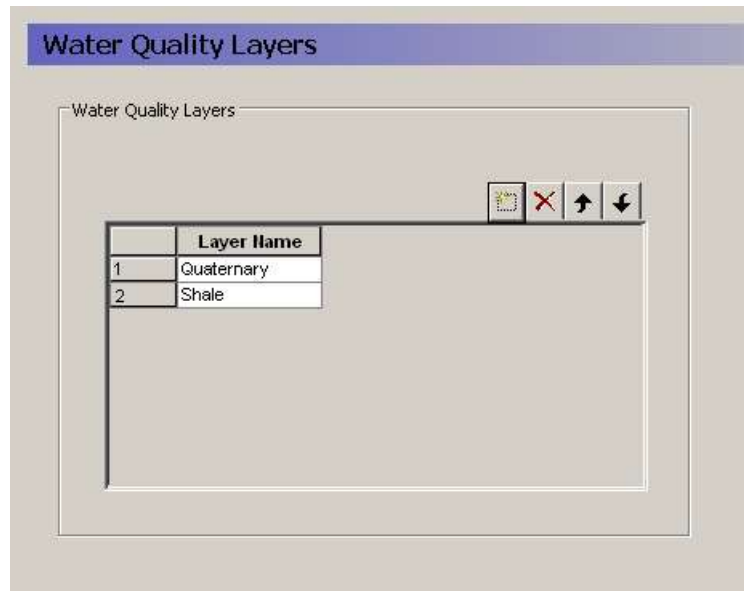 Water Quality Layers
Water Quality Layers
Layer Name
1 Quaternary
2 Shale